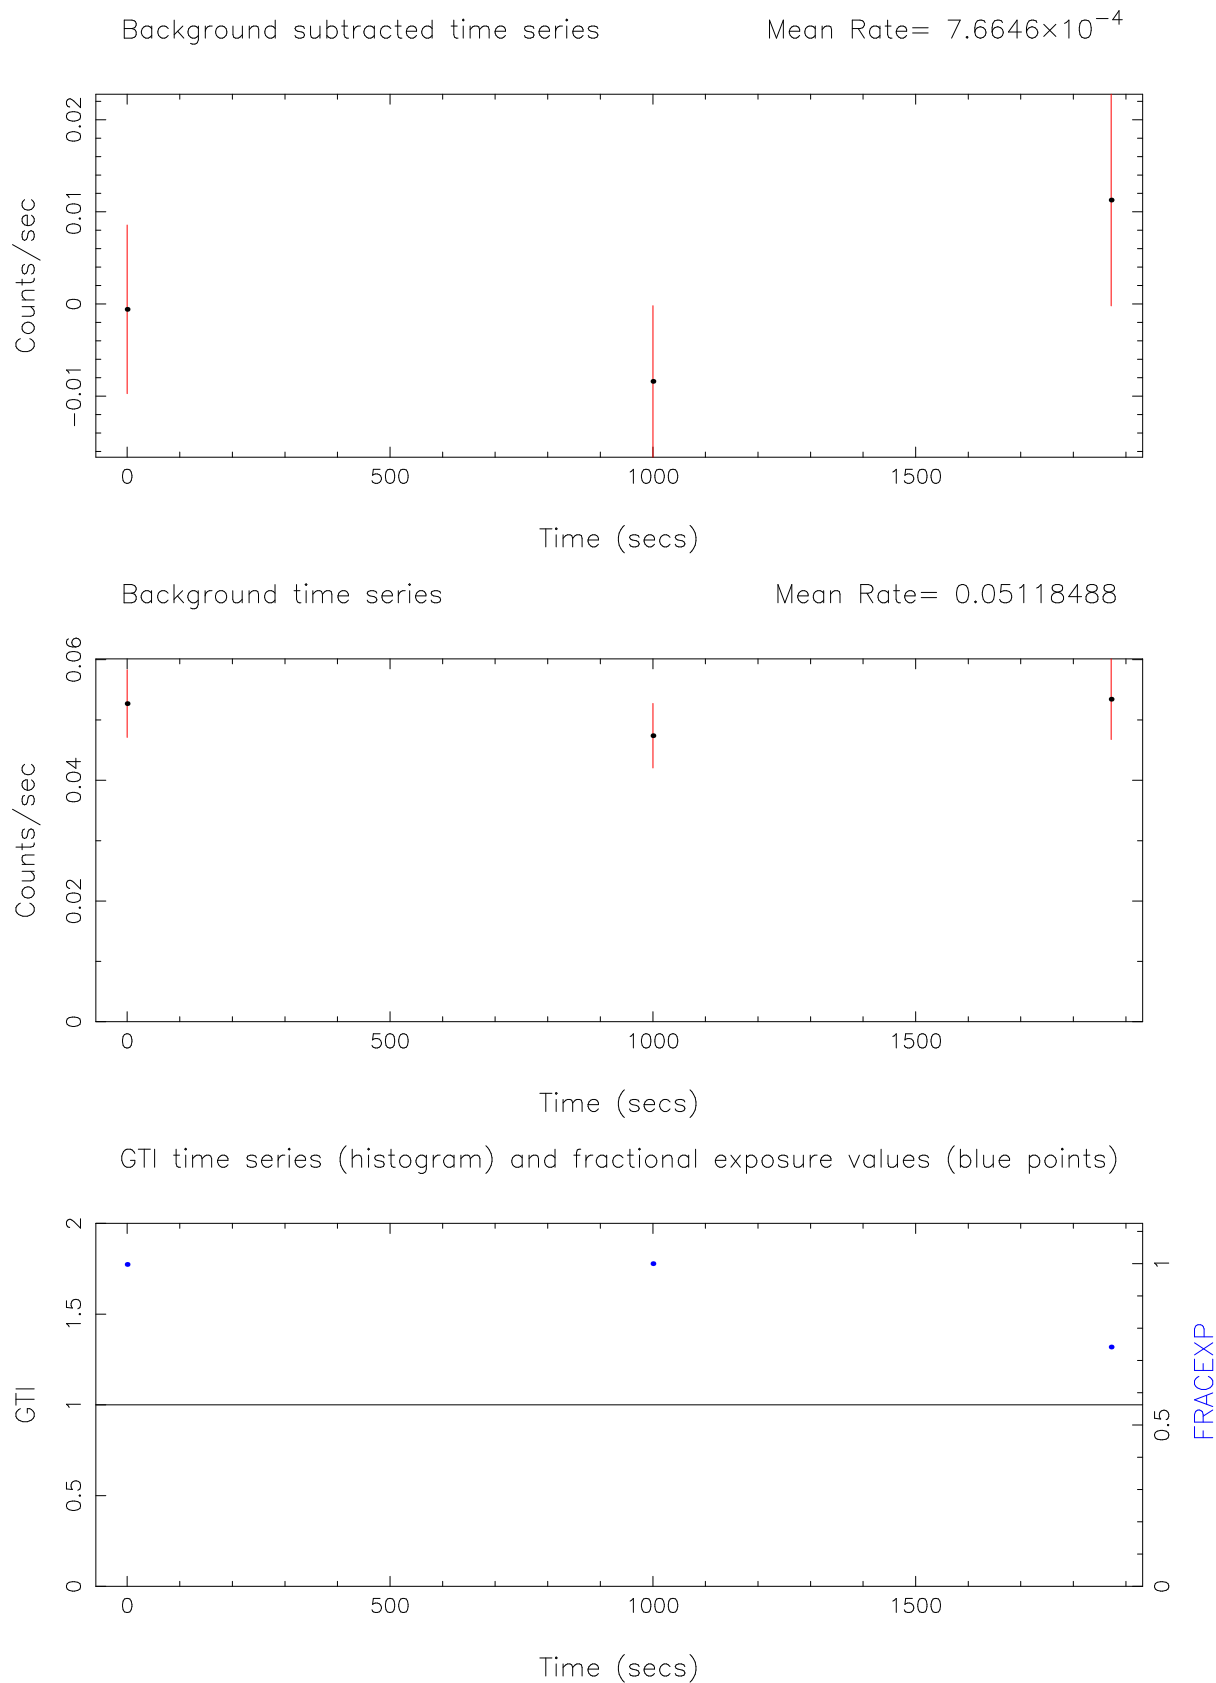 Background subtracted time series Mean Rate= 7.6646×10⁻⁴
0.02
0.01
0
−0.01
Counts/sec
0 500 1000 1500
Time (secs)
Background time series Mean Rate= 0.05118488
0.06
0.04
0.02
0
Counts/sec
0 500 1000 1500
Time (secs)
GTI time series (histogram) and fractional exposure values (blue points)
2
1.5
1
0.5
0
GTI
1
0.5
0
FRACEXP
0 500 1000 1500
Time (secs)